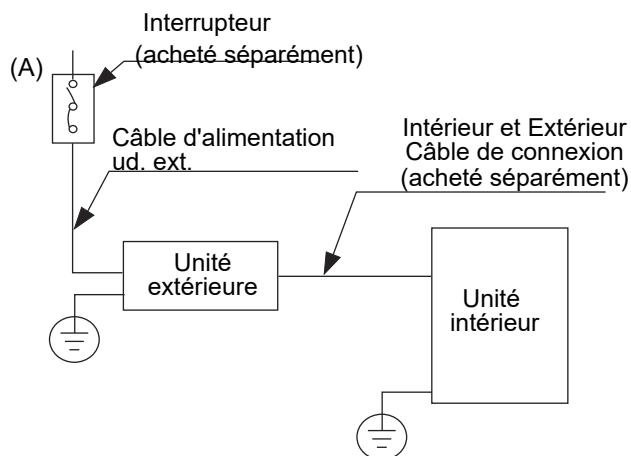 Interrupteur
(acheté séparément)
(A)
Câble d'alimentation
ud. ext.
Intérieur et Extérieur
Câble de connexion
(acheté séparément)
Unité
extérieure
Unité
intérieur